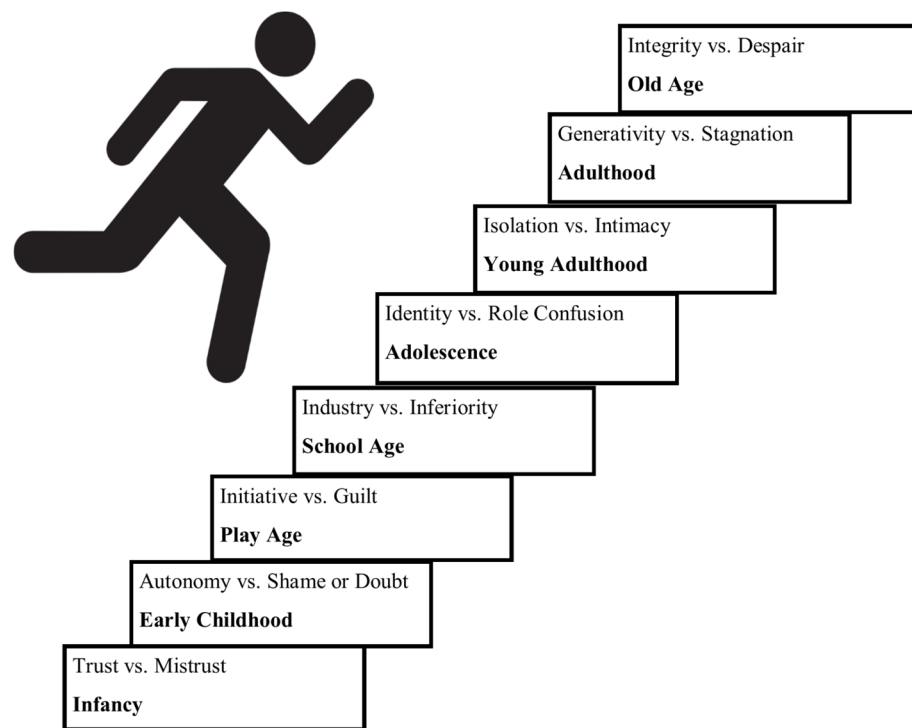 Integrity vs. Despair
Old Age
Generativity vs. Stagnation
Adulthood
Isolation vs. Intimacy
Young Adulthood
Identity vs. Role Confusion
Adolescence
Industry vs. Inferiority
School Age
Initiative vs. Guilt
Play Age
Autonomy vs. Shame or Doubt
Early Childhood
Trust vs. Mistrust
Infancy